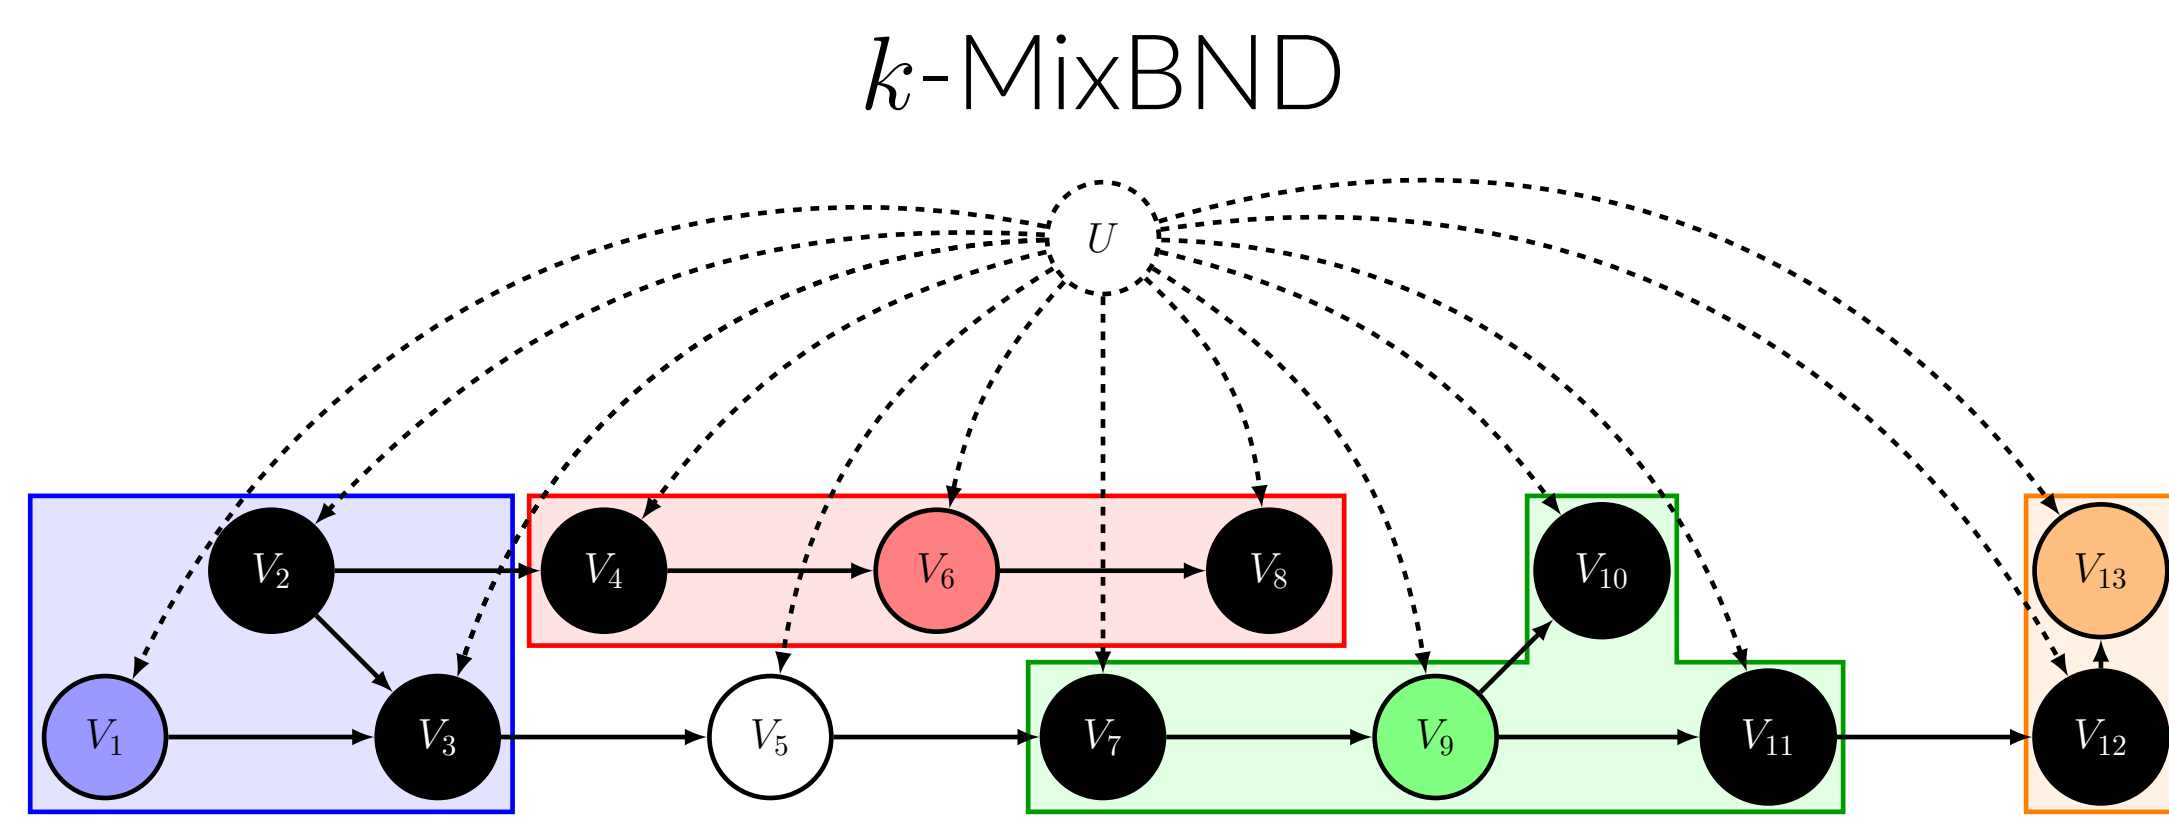 k-MixBND
U
V₂ V₄ V₆ V₈ V₁₀ V₁₃
V₁ V₃ V₅ V₇ V₉ V₁₁ V₁₂